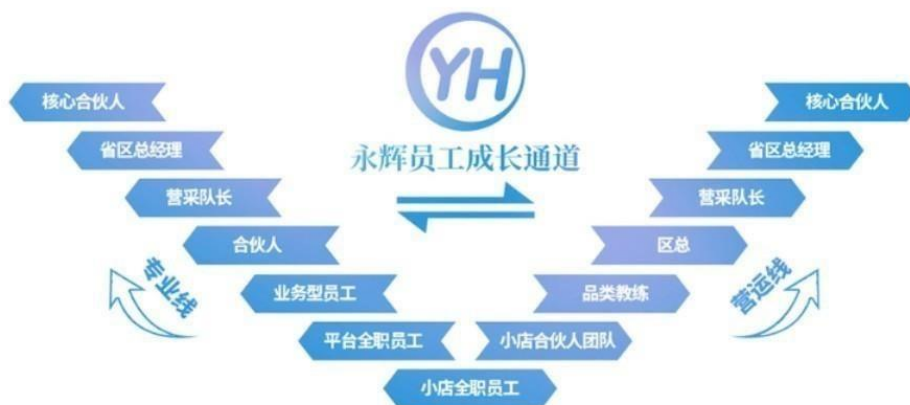 YH
永辉员工成长通道
核心合伙人
核心合伙人
省区总经理
省区总经理
营采队长
营采队长
合伙人
区总
专业线
营运线
业务型员工
品类教练
平台全职员工
小店合伙人团队
小店全职员工